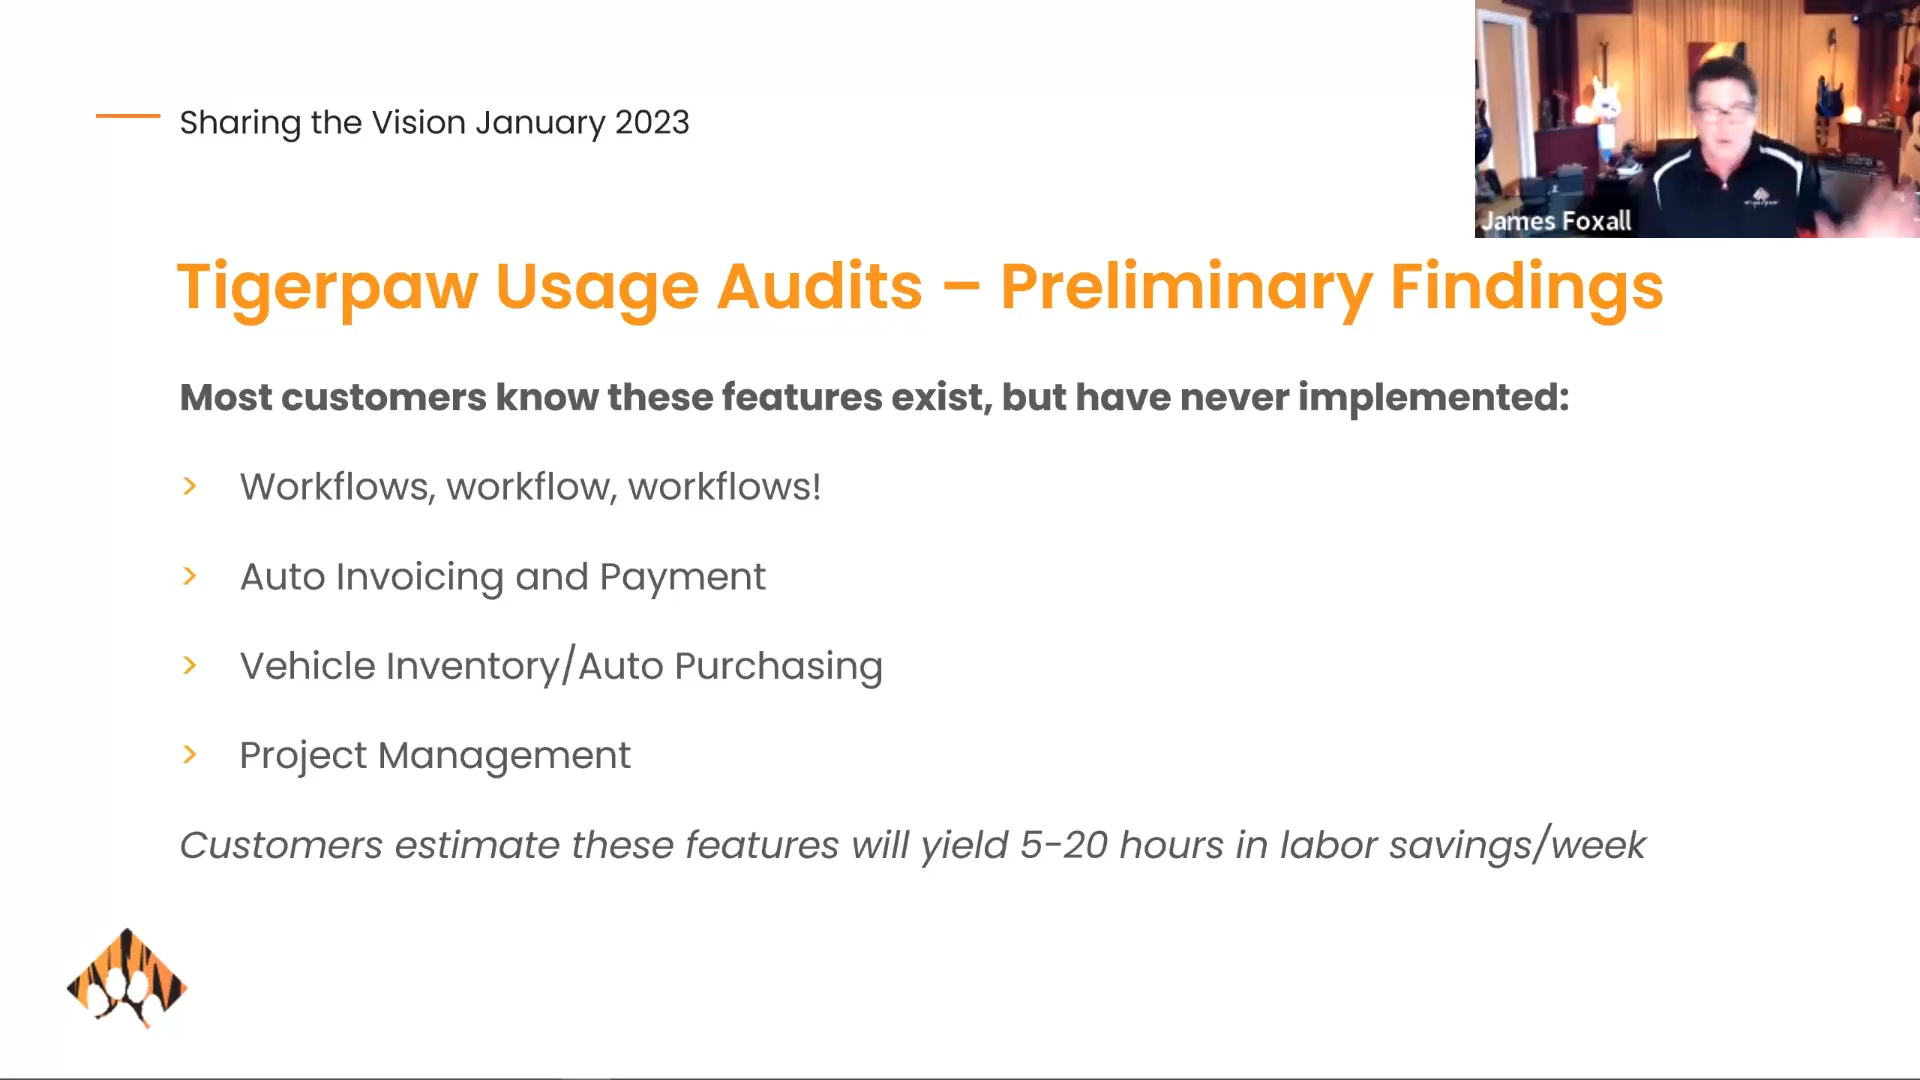 Sharing the Vision January 2023
James Foxall
Tigerpaw Usage Audits – Preliminary Findings
Most customers know these features exist, but have never implemented:
> Workflows, workflow, workflows!
> Auto Invoicing and Payment
> Vehicle Inventory/Auto Purchasing
> Project Management
Customers estimate these features will yield 5-20 hours in labor savings/week